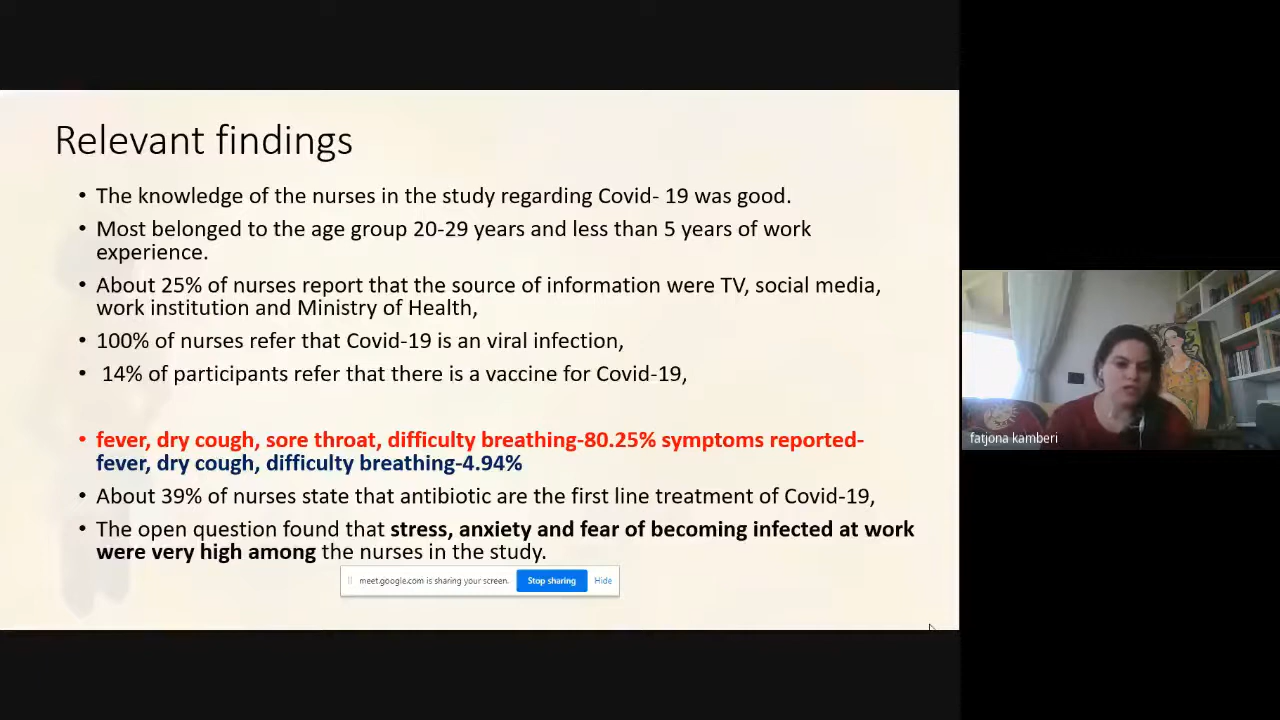 Relevant findings
• The knowledge of the nurses in the study regarding Covid- 19 was good.
• Most belonged to the age group 20-29 years and less than 5 years of work
experience.
• About 25% of nurses report that the source of information were TV, social media,
work institution and Ministry of Health,
• 100% of nurses refer that Covid-19 is an viral infection,
• 14% of participants refer that there is a vaccine for Covid-19,
• fever, dry cough, sore throat, difficulty breathing-80.25% symptoms reported-
fever, dry cough, difficulty breathing-4.94%
• About 39% of nurses state that antibiotic are the first line treatment of Covid-19,
• The open question found that stress, anxiety and fear of becoming infected at work
were very high among the nurses in the study.
meet.google.com is sharing your screen. Stop sharing Hide
fatjona kamberi